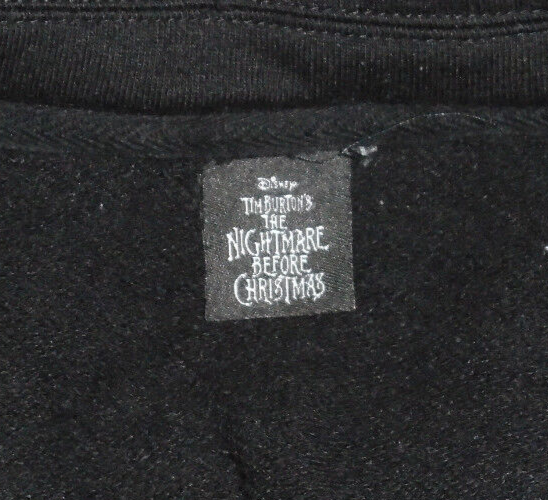 Disney
TIM BURTON'S
THE
NIGHTMARE
BEFORE
CHRISTMAS